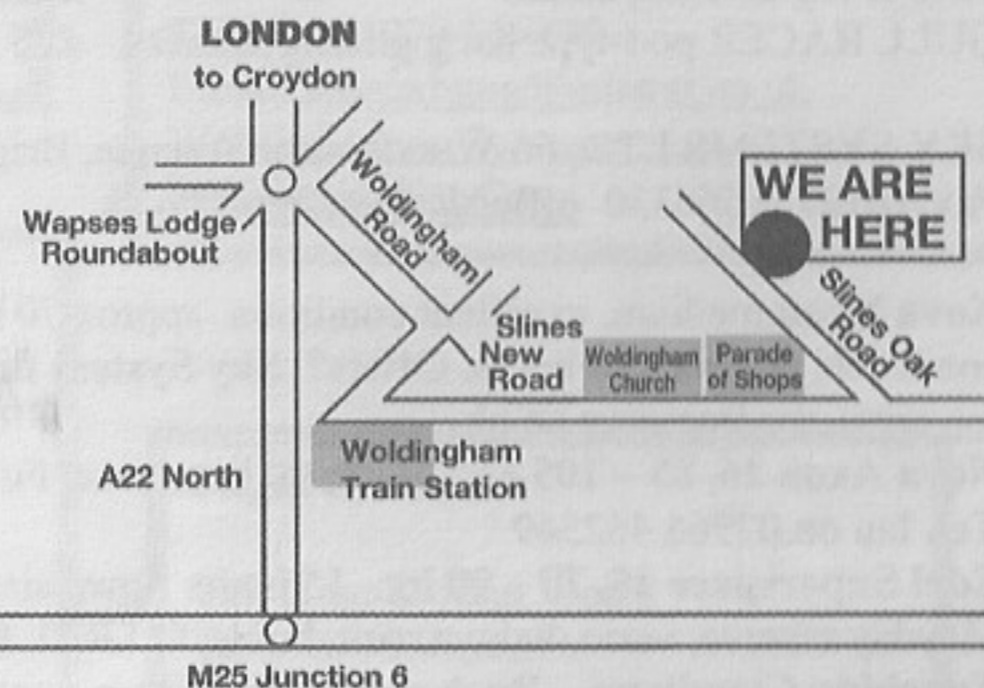 LONDON
to Croydon
Woldingham
Road
WE ARE
HERE
Wapses Lodge
Roundabout
Slines Oak
Road
Slines
New
Road
Woldingham
Church
Parade
of Shops
Woldingham
Train Station
A22 North
M25 Junction 6